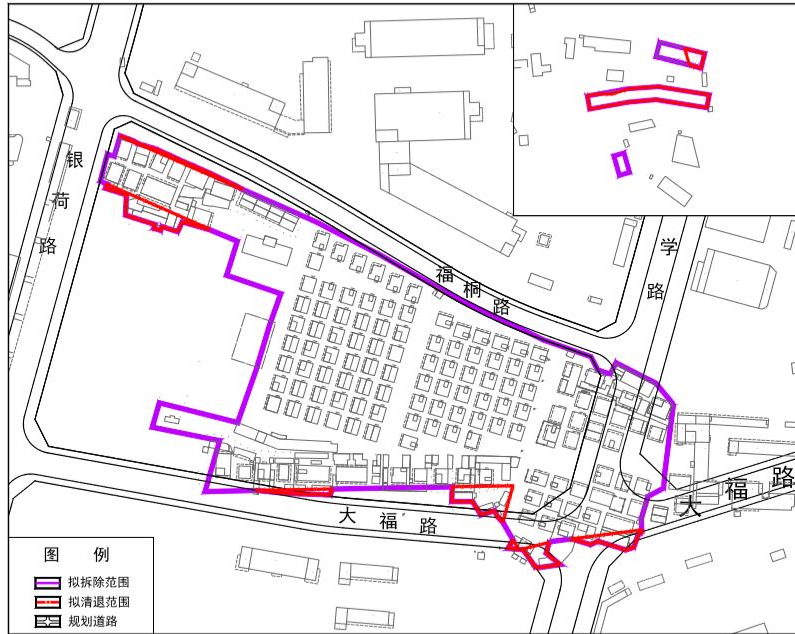 银荷路
福桐路
学路
大福路
大福路
图 例
拟拆除范围
拟清退范围
规划道路